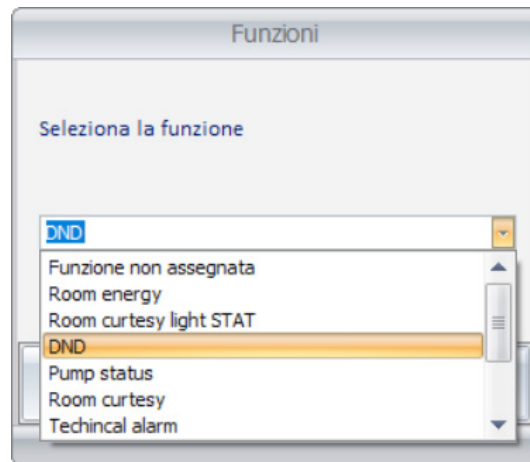 Funzioni
Seleziona la funzione
DND
Funzione non assegnata
Room energy
Room curtesy light STAT
DND
Pump status
Room curtesy
Techincal alarm